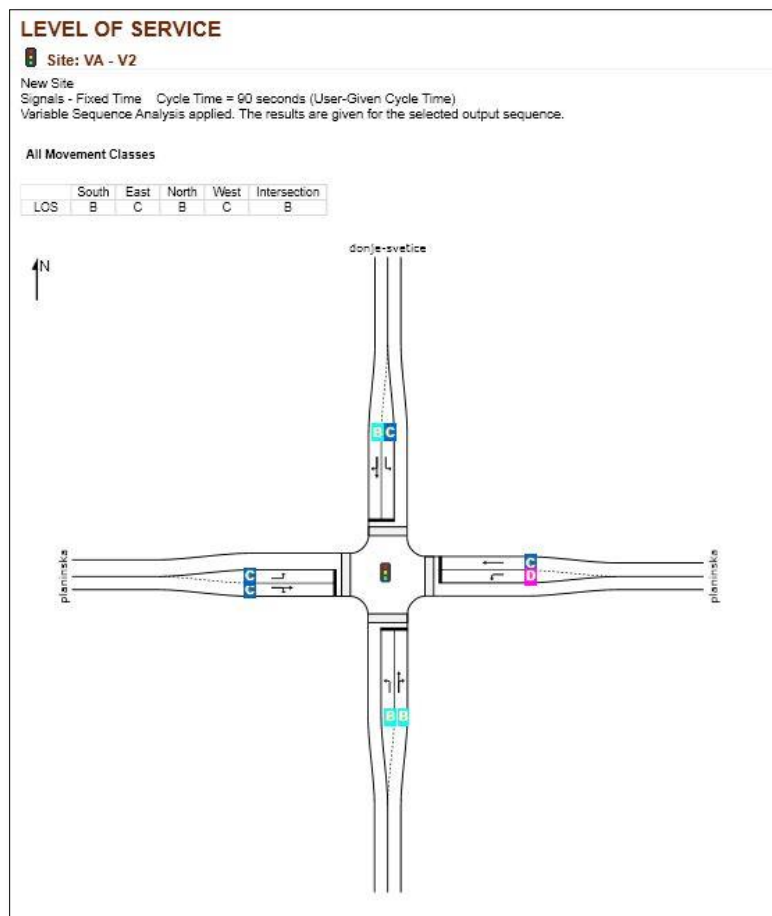 LEVEL OF SERVICE
Site: VA - V2
New Site
Signals - Fixed Time Cycle Time = 90 seconds (User-Given Cycle Time)
Variable Sequence Analysis applied. The results are given for the selected output sequence.
All Movement Classes
South East North West Intersection
LOS B C B C B
donje-svetice
N
B C
planinska
C
C
C
D
planinska
B B